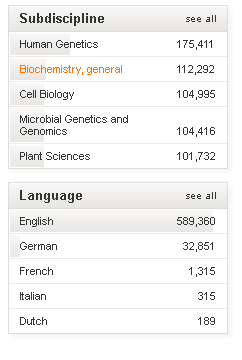 Subdiscipline see all
Human Genetics 175,411
Biochemistry, general 112,292
Cell Biology 104,995
Microbial Genetics and
Genomics 104,416
Plant Sciences 101,732
Language see all
English 589,360
German 32,851
French 1,315
Italian 315
Dutch 189